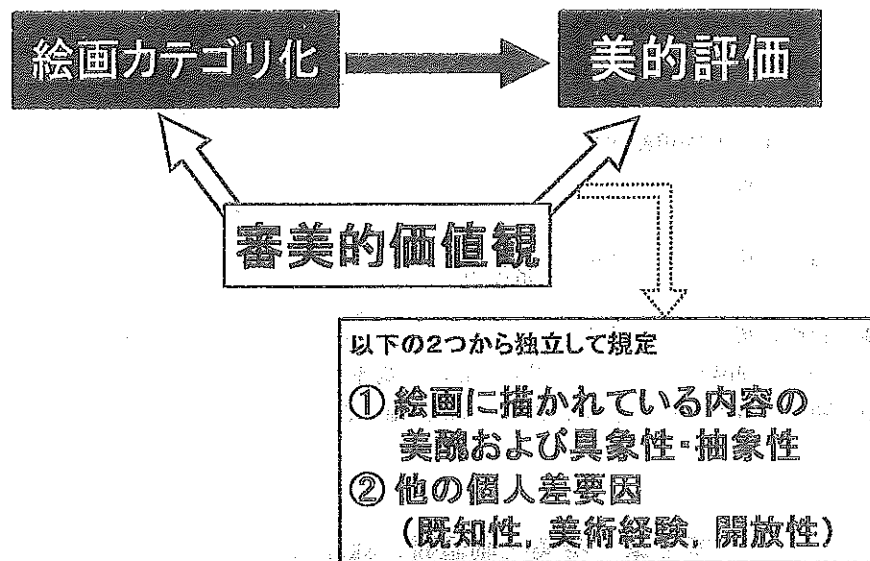 絵画カテゴリ化
美的評価
審美的価値観
以下の2つから独立して規定
① 絵画に描かれている内容の
美醜および具象性・抽象性
② 他の個人差要因
(既知性, 美術経験, 開放性)